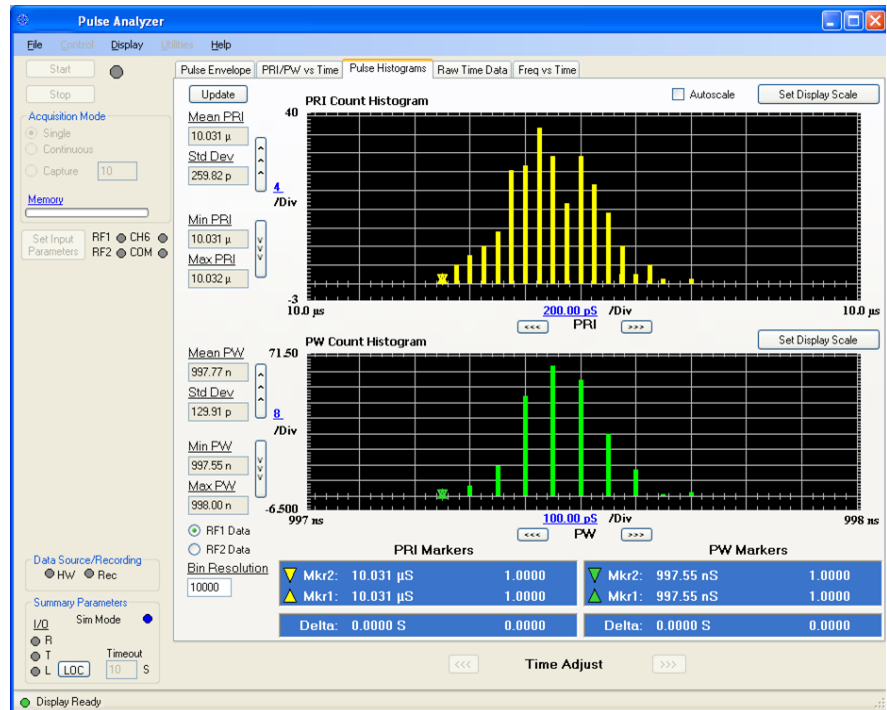 Pulse Analyzer
File Control Display Utilities Help
Start
Stop
Acquisition Mode
Single
Continuous
Capture 10
Memory
Set Input Parameters
RF1 CH6
RF2 COM
Pulse Envelope PRI/PW vs Time Pulse Histograms Raw Time Data Freq vs Time
Update
PRI Count Histogram
Autoscale
Set Display Scale
Mean PRI
10.031 µ
Std Dev
259.82 p
Min PRI
10.031 µ
Max PRI
10.032 µ
40
4
/Div
-3
10.0 µs
200.00 pS /Div
10.0 µs
<<< PRI >>>
PW Count Histogram
Set Display Scale
Mean PW
997.77 n
Std Dev
129.91 p
Min PW
997.55 n
Max PW
998.00 n
71.50
8
/Div
-6.500
997 ns
100.00 pS /Div
998 ns
<<< PW >>>
RF1 Data
RF2 Data
Bin Resolution
10000
PRI Markers
Mkr2: 10.031 µS 1.0000
Mkr1: 10.031 µS 1.0000
Delta: 0.0000 S 0.0000
PW Markers
Mkr2: 997.55 nS 1.0000
Mkr1: 997.55 nS 1.0000
Delta: 0.0000 S 0.0000
Data Source/Recording
HW Rec
Summary Parameters
I/O Sim Mode
R
T
L LOC
Timeout
10 S
<<< Time Adjust >>>
Display Ready